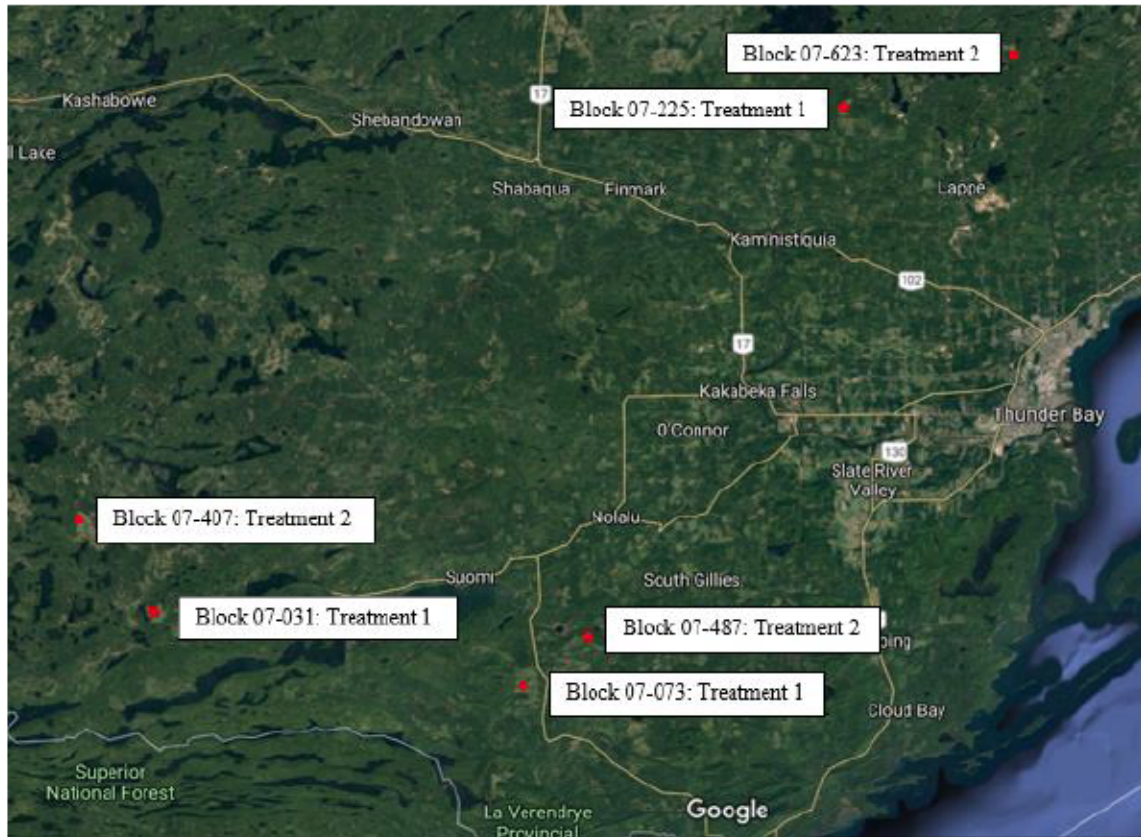 Block 07-623: Treatment 2
17
Kashabowie
Block 07-225: Treatment 1
Shebandowan
ll Lake
Shabaqua
Finmark
Lappe
Kaministiquia
102
17
Kakabeka Falls
Thunder Bay
O'Connor
130
Slate River
Valley
Block 07-407: Treatment 2
Nolalu
Suomi
South Gillies
Block 07-031: Treatment 1
Block 07-487: Treatment 2
ping
Block 07-073: Treatment 1
Cloud Bay
Superior
National Forest
La Verendrye
Provincial
Google